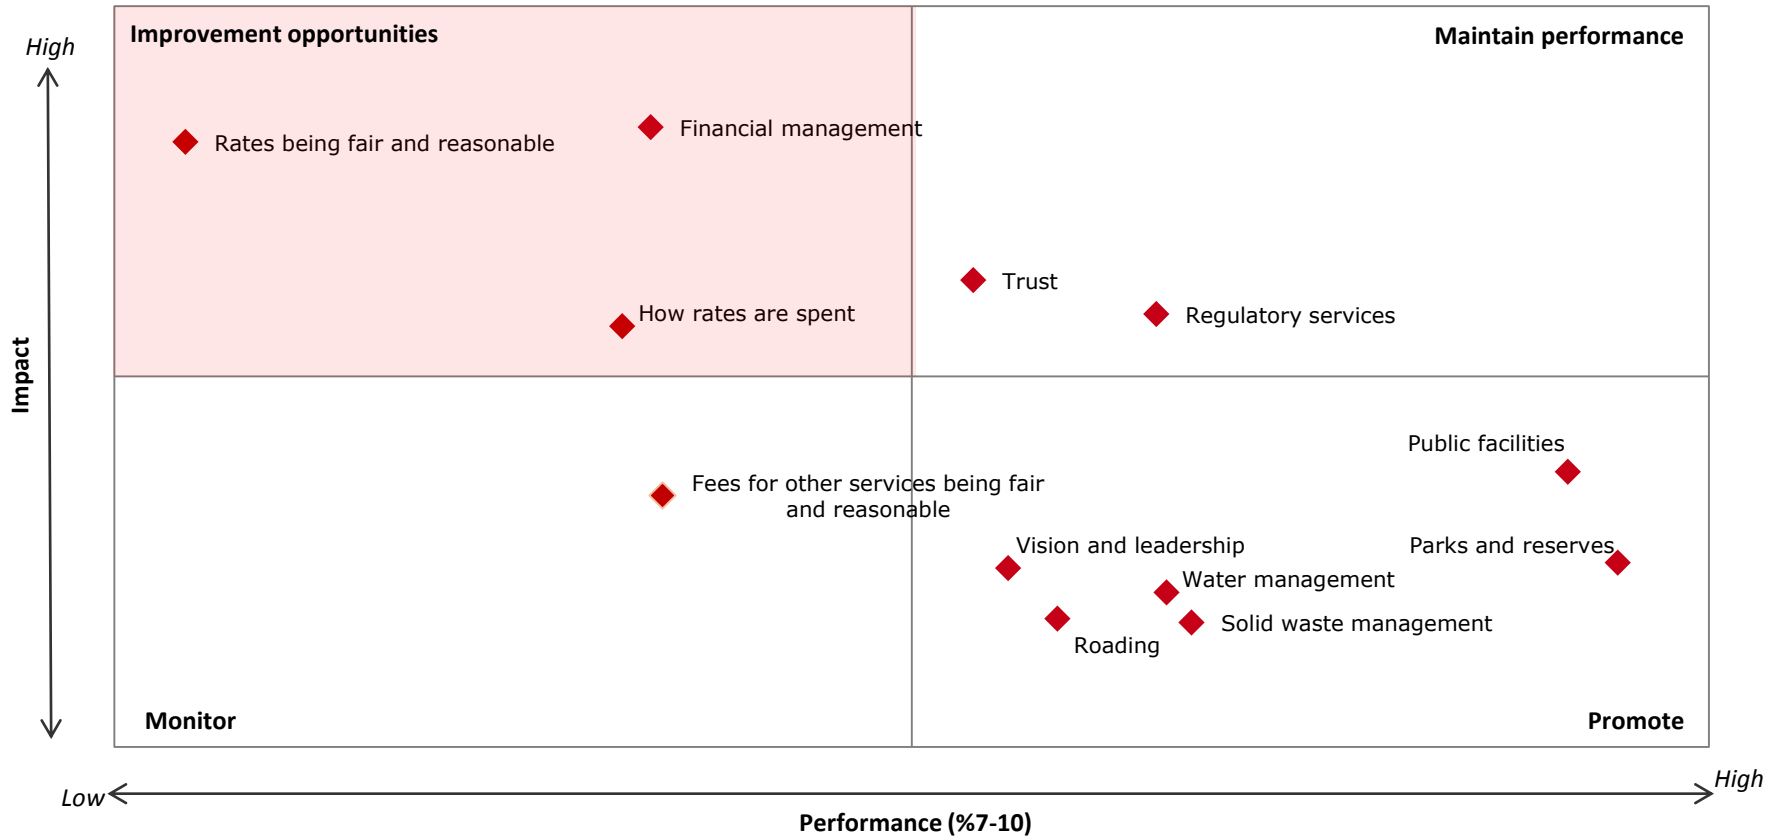 Improvement opportunities
Maintain performance
High
Financial management
Rates being fair and reasonable
Trust
How rates are spent
Regulatory services
Impact
Public facilities
Fees for other services being fair
and reasonable
Vision and leadership
Parks and reserves
Water management
Solid waste management
Roading
Monitor
Promote
Low
High
Performance (%7-10)